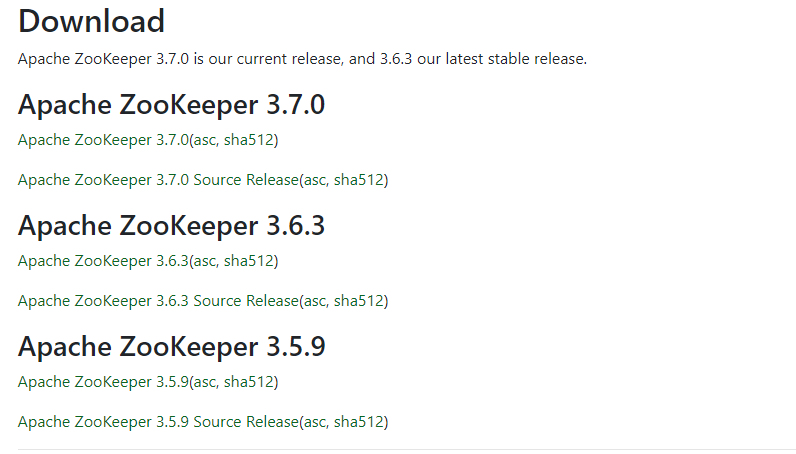 Download
Apache ZooKeeper 3.7.0 is our current release, and 3.6.3 our latest stable release.
Apache ZooKeeper 3.7.0
Apache ZooKeeper 3.7.0(asc, sha512)
Apache ZooKeeper 3.7.0 Source Release(asc, sha512)
Apache ZooKeeper 3.6.3
Apache ZooKeeper 3.6.3(asc, sha512)
Apache ZooKeeper 3.6.3 Source Release(asc, sha512)
Apache ZooKeeper 3.5.9
Apache ZooKeeper 3.5.9(asc, sha512)
Apache ZooKeeper 3.5.9 Source Release(asc, sha512)